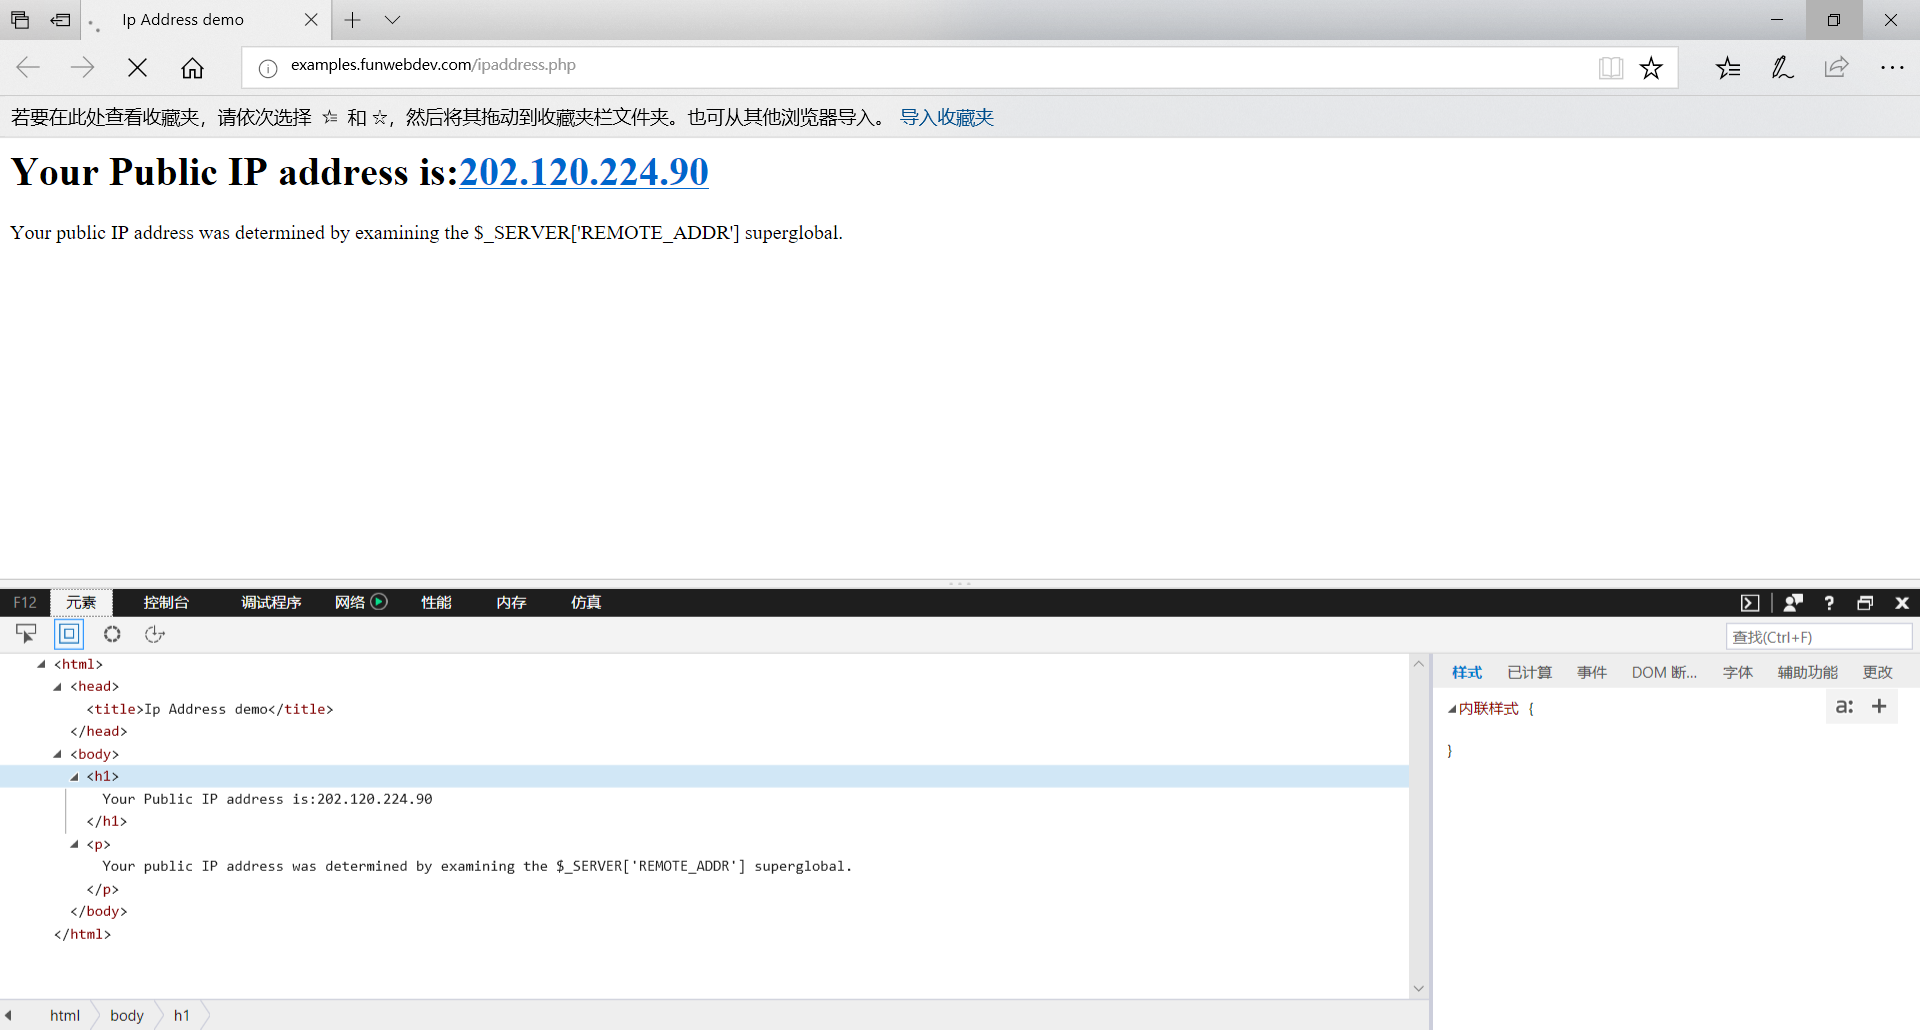 Ip Address demo
examples.funwebdev.com/ipaddress.php
若要在此处查看收藏夹，请依次选择 和 ，然后将其拖动到收藏夹栏文件夹。也可从其他浏览器导入。 导入收藏夹
Your Public IP address is:202.120.224.90
Your public IP address was determined by examining the $_SERVER['REMOTE_ADDR'] superglobal.
F12 元素 控制台 调试程序 网络 性能 内存 仿真
查找(Ctrl+F)
<html>
<head>
<title>Ip Address demo</title>
</head>
<body>
<h1>
Your Public IP address is:202.120.224.90
</h1>
<p>
Your public IP address was determined by examining the $_SERVER['REMOTE_ADDR'] superglobal.
</p>
</body>
</html>
样式 已计算 事件 DOM 断... 字体 辅助功能 更改
内联样式 {
a: +
}
html body h1